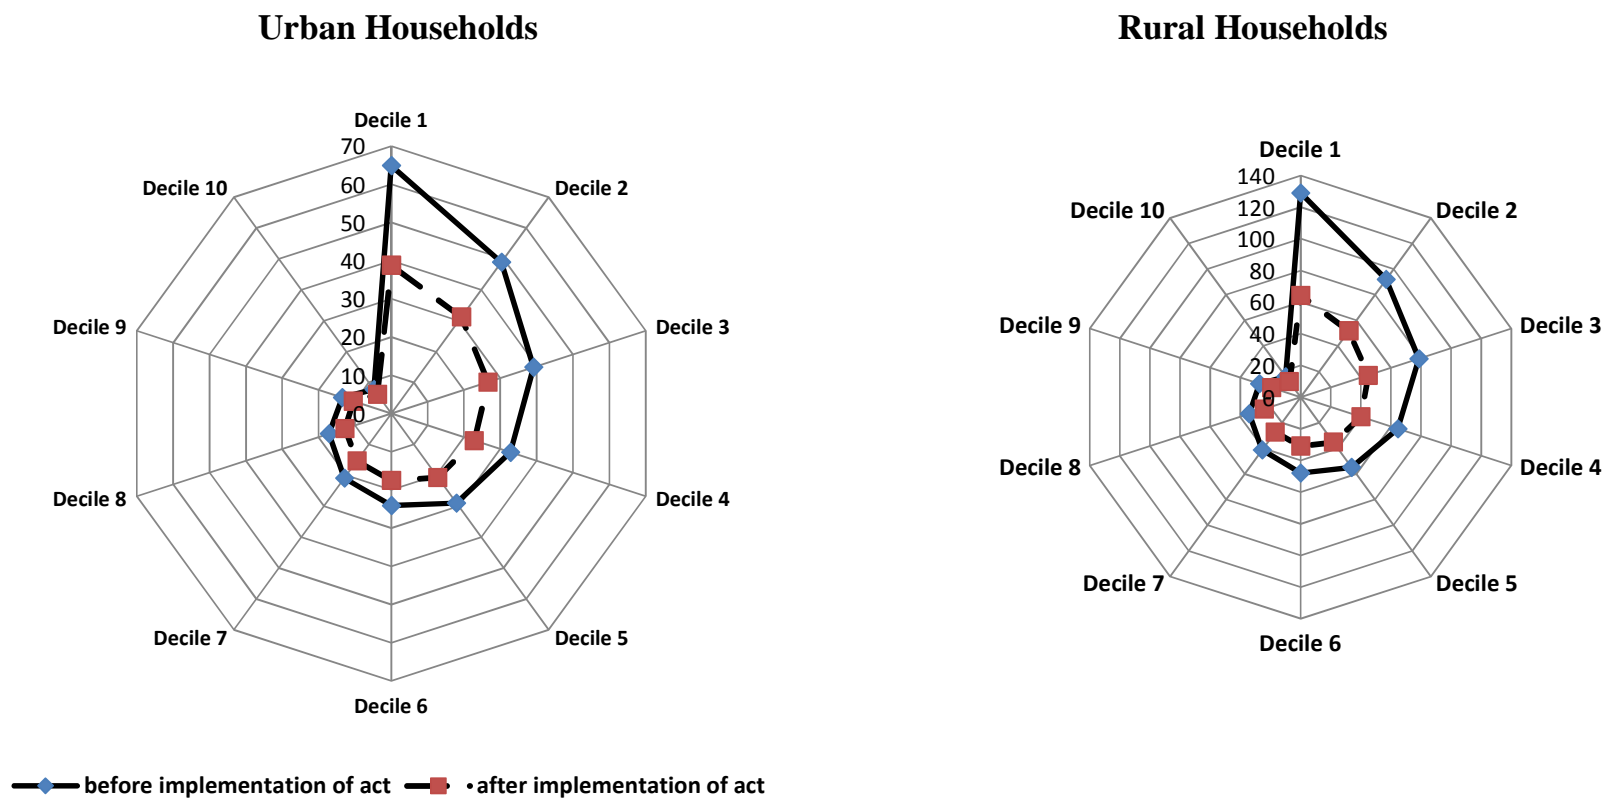 Urban Households
Rural Households
Decile 1
Decile 2
Decile 3
Decile 4
Decile 5
Decile 6
Decile 7
Decile 8
Decile 9
Decile 10
70
60
50
40
30
20
10
0
Decile 1
Decile 2
Decile 3
Decile 4
Decile 5
Decile 6
Decile 7
Decile 8
Decile 9
Decile 10
140
120
100
80
60
40
20
0
before implementation of act
after implementation of act